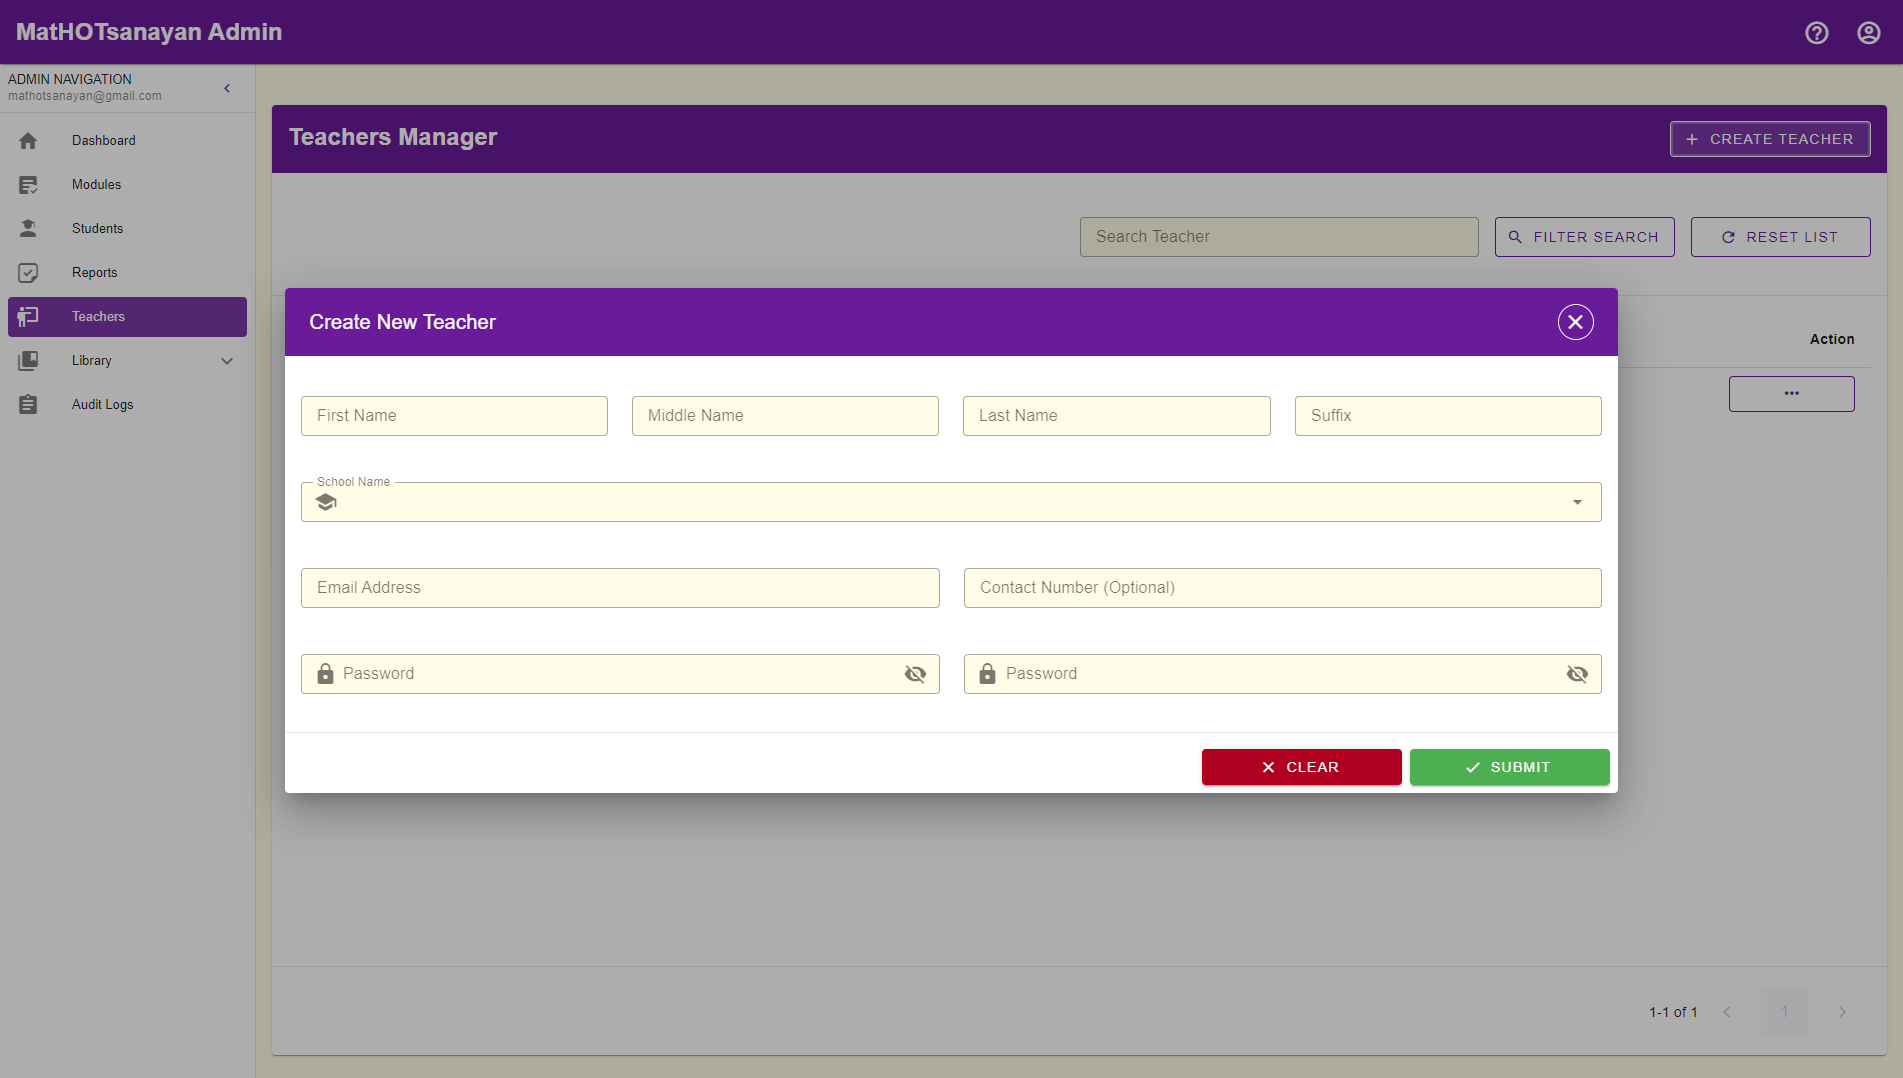 MatHOTsanayan Admin
ADMIN NAVIGATION
mathotsanayan@gmail.com
Dashboard
Modules
Students
Reports
Teachers
Library
Audit Logs
Teachers Manager
CREATE TEACHER
Search Teacher
FILTER SEARCH
RESET LIST
Action
Create New Teacher
First Name
Middle Name
Last Name
Suffix
School Name
Email Address
Contact Number (Optional)
Password
Password
CLEAR
SUBMIT
1-1 of 1
1